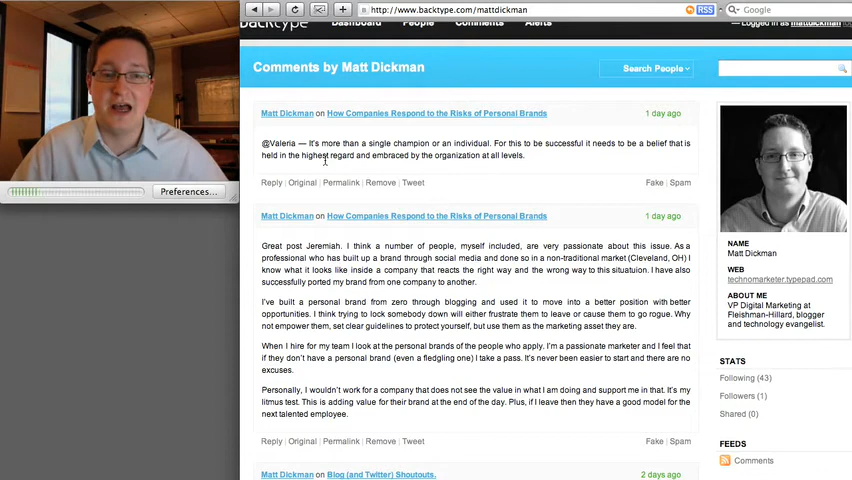 http://www.backtype.com/mattdickman
RSS
Google
backtype
Dashboard People Comments Alerts
Logged in as mattdickman
Comments by Matt Dickman
Search People
Matt Dickman on How Companies Respond to the Risks of Personal Brands 1 day ago
@Valeria — It's more than a single champion or an individual. For this to be successful it needs to be a belief that is
held in the highest regard and embraced by the organization at all levels.
Reply | Original | Permalink | Remove | Tweet Fake | Spam
Preferences...
Matt Dickman on How Companies Respond to the Risks of Personal Brands 1 day ago
Great post Jeremiah. I think a number of people, myself included, are very passionate about this issue. As a
professional who has built up a brand through social media and done so in a non-traditional market (Cleveland, OH) I
know what it looks like inside a company that reacts the right way and the wrong way to this situatuion. I have also
successfully ported my brand from one company to another.
I've built a personal brand from zero through blogging and used it to move into a better position with better
opportunities. I think trying to lock somebody down will either frustrate them to leave or cause them to go rogue. Why
not empower them, set clear guidelines to protect yourself, but use them as the marketing asset they are.
When I hire for my team I look at the personal brands of the people who apply. I'm a passionate marketer and I feel that
if they don't have a personal brand (even a fledgling one) I take a pass. It's never been easier to start and there are no
excuses.
Personally, I wouldn't work for a company that does not see the value in what I am doing and support me in that. It's my
litmus test. This is adding value for their brand at the end of the day. Plus, if I leave then they have a good model for the
next talented employee.
Reply | Original | Permalink | Remove | Tweet Fake | Spam
Matt Dickman on Blog (and Twitter) Shoutouts. 2 days ago
NAME
Matt Dickman
WEB
technomarketer.typepad.com
ABOUT ME
VP Digital Marketing at
Fleishman-Hillard, blogger
and technology evangelist.
STATS
Following (43)
Followers (1)
Shared (0)
FEEDS
Comments